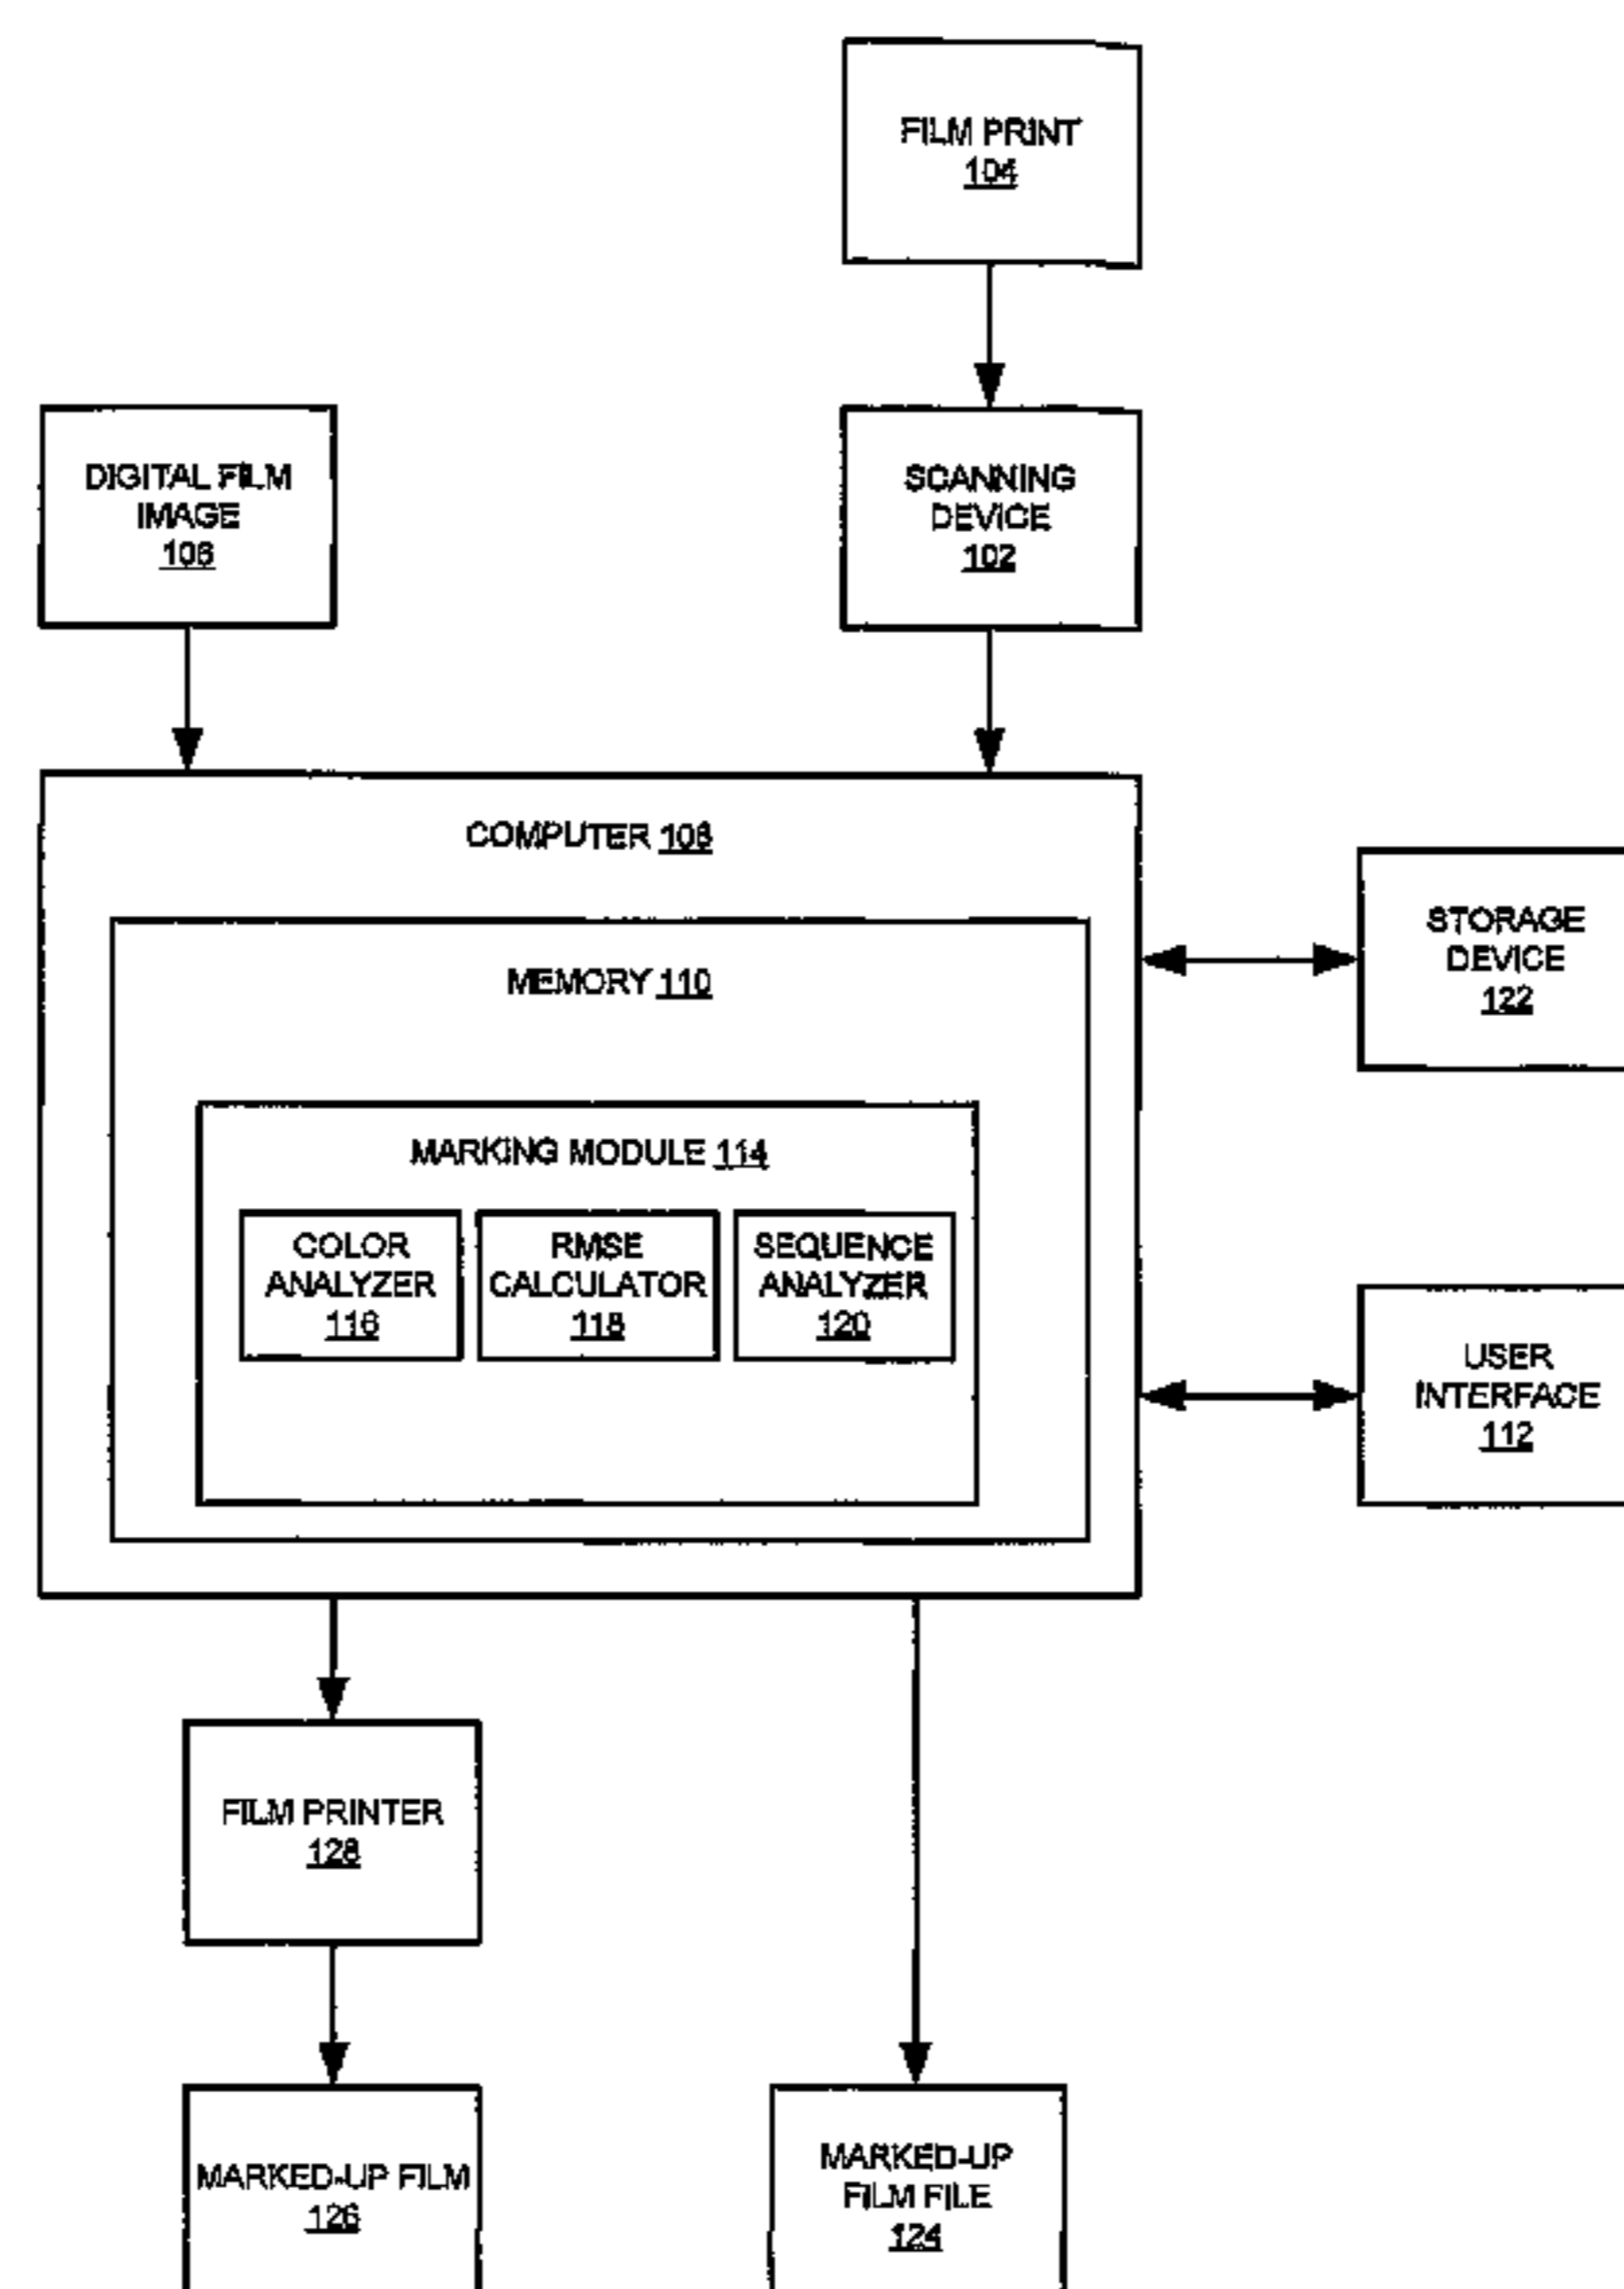 FILM PRINT
104
DIGITAL FILM
IMAGE
106
SCANNING
DEVICE
102
COMPUTER 108
MEMORY 110
STORAGE
DEVICE
122
MARKING MODULE 114
COLOR
ANALYZER
116
RMSE
CALCULATOR
118
SEQUENCE
ANALYZER
120
USER
INTERFACE
112
FILM PRINTER
128
MARKED-UP FILM
126
MARKED-UP
FILM FILE
124